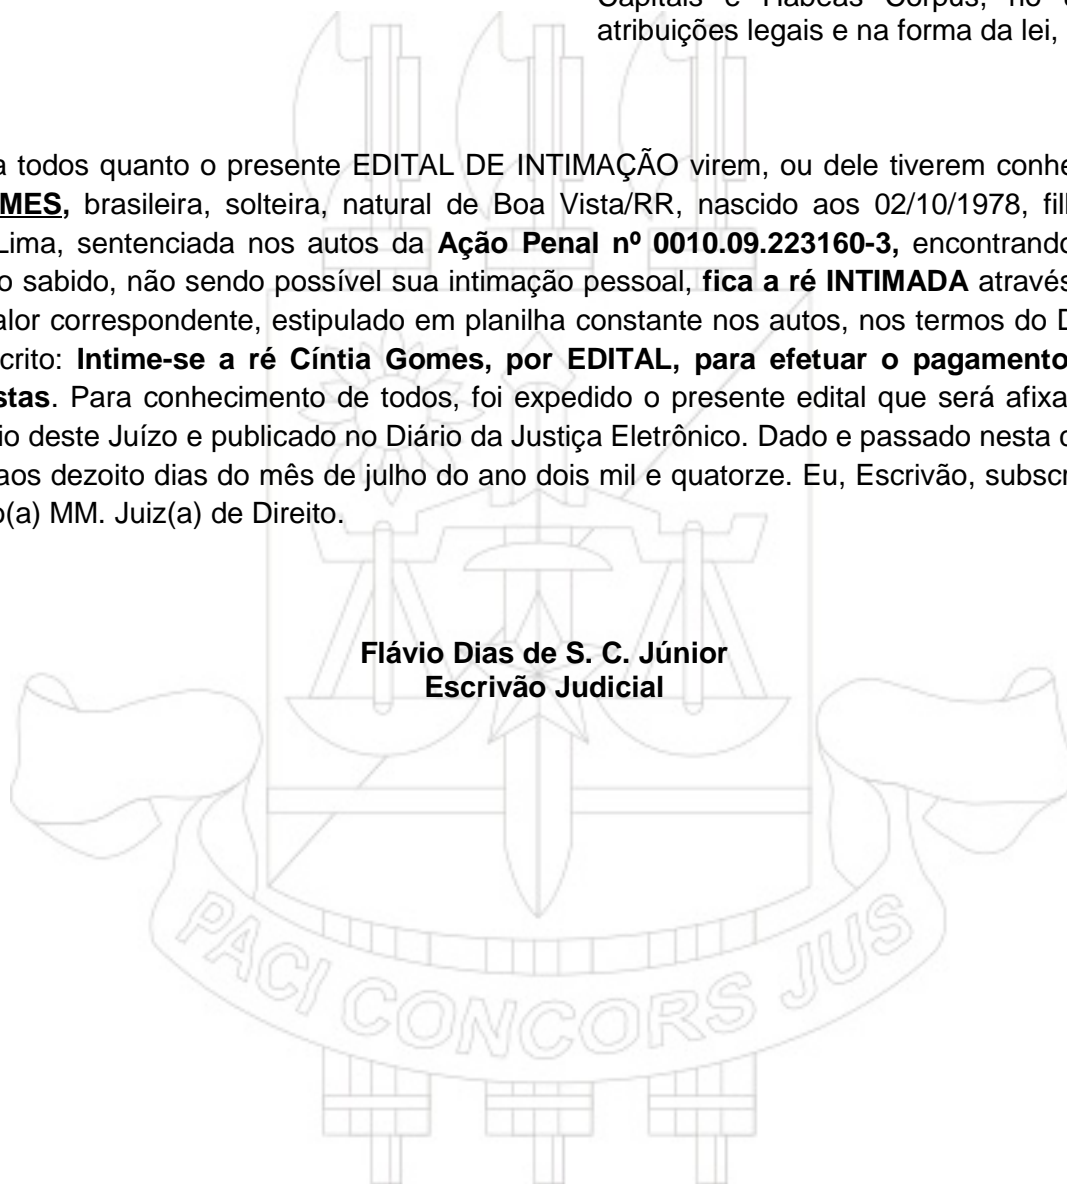 Capitais e Habeas Corpus, no
atribuições legais e na forma da lei,
a todos quanto o presente EDITAL DE INTIMAÇÃO virem, ou dele tiverem conhe
MES, brasileira, solteira, natural de Boa Vista/RR, nascido aos 02/10/1978, fil
Lima, sentenciada nos autos da Ação Penal nº 0010.09.223160-3, encontrando
o sabido, não sendo possível sua intimação pessoal, fica a ré INTIMADA através
alor correspondente, estipulado em planilha constante nos autos, nos termos do D
crito: Intime-se a ré Cíntia Gomes, por EDITAL, para efetuar o pagamento
stas. Para conhecimento de todos, foi expedido o presente edital que será afixa
io deste Juízo e publicado no Diário da Justiça Eletrônico. Dado e passado nesta c
aos dezoito dias do mês de julho do ano dois mil e quatorze. Eu, Escrivão, subscr
o(a) MM. Juiz(a) de Direito.
Flávio Dias de S. C. Júnior
Escrivão Judicial
PACI CONCORS JUS